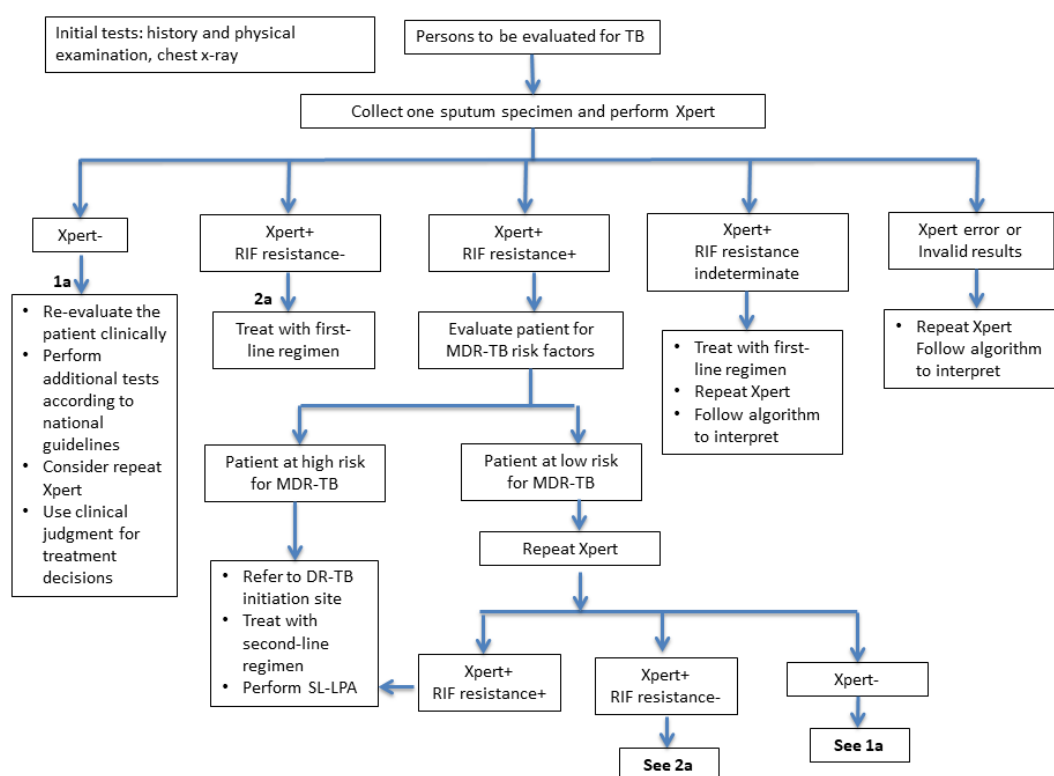 Initial tests: history and physical
examination, chest x-ray
Persons to be evaluated for TB
Collect one sputum specimen and perform Xpert
Xpert-
Xpert+
RIF resistance-
Xpert+
RIF resistance+
Xpert+
RIF resistance
indeterminate
Xpert error or
Invalid results
1a
• Re-evaluate the
patient clinically
• Perform
additional tests
according to
national
guidelines
• Consider repeat
Xpert
• Use clinical
judgment for
treatment
decisions
2a
Treat with first-
line regimen
Evaluate patient for
MDR-TB risk factors
• Treat with first-
line regimen
• Repeat Xpert
• Follow algorithm
to interpret
• Repeat Xpert
Follow algorithm
to interpret
Patient at high risk
for MDR-TB
Patient at low risk
for MDR-TB
Repeat Xpert
• Refer to DR-TB
initiation site
• Treat with
second-line
regimen
• Perform SL-LPA
Xpert+
RIF resistance+
Xpert+
RIF resistance-
Xpert-
See 2a
See 1a